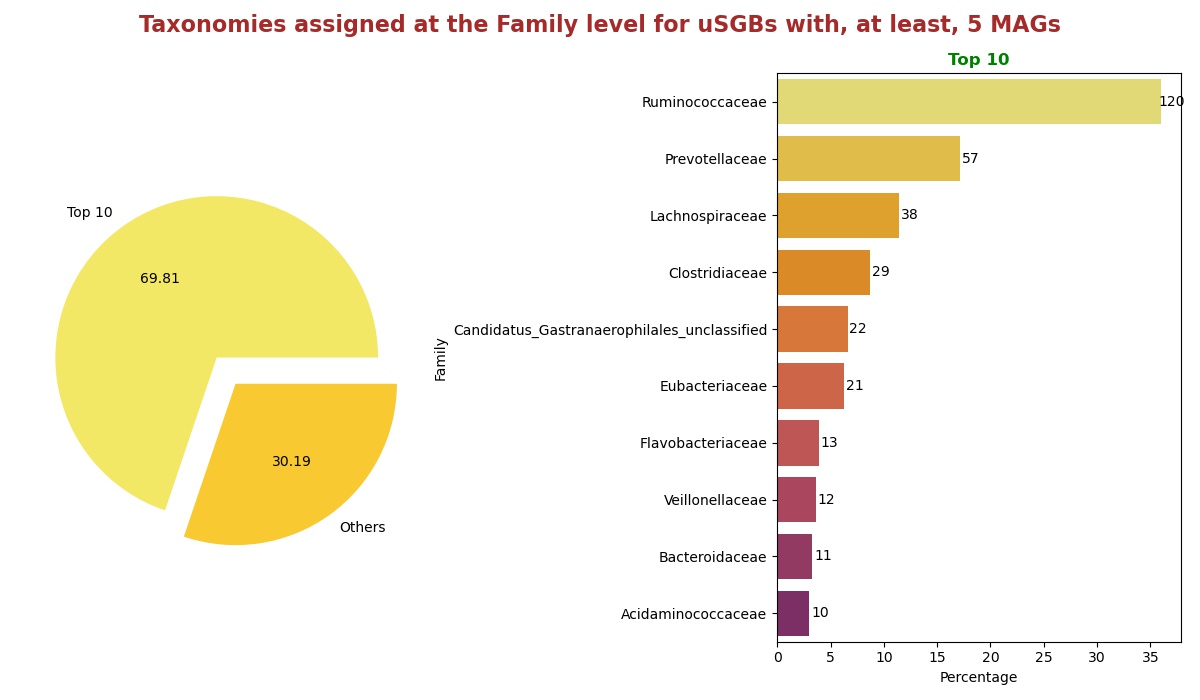 Taxonomies assigned at the Family level for uSGBs with, at least, 5 MAGs
Top 10
69.81
30.19
Others
Top 10
Family
Ruminococcaceae 120
Prevotellaceae 57
Lachnospiraceae 38
Clostridiaceae 29
Candidatus_Gastranaerophilales_unclassified 22
Eubacteriaceae 21
Flavobacteriaceae 13
Veillonellaceae 12
Bacteroidaceae 11
Acidaminococcaceae 10
0 5 10 15 20 25 30 35
Percentage